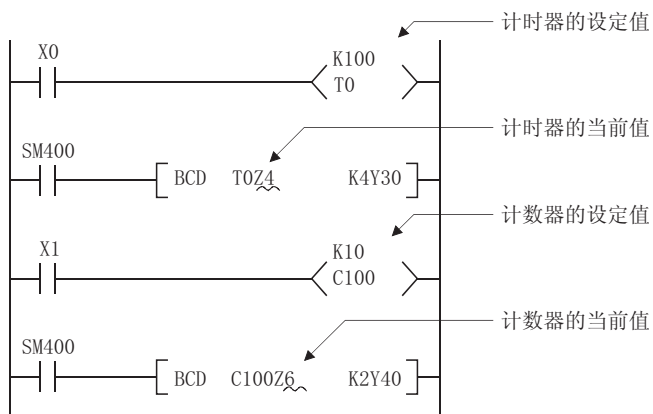 计时器的设定值
X0
K100
T0
计时器的当前值
SM400
BCD T0Z4 K4Y30
计数器的设定值
X1
K10
C100
计数器的当前值
SM400
BCD C100Z6 K2Y40